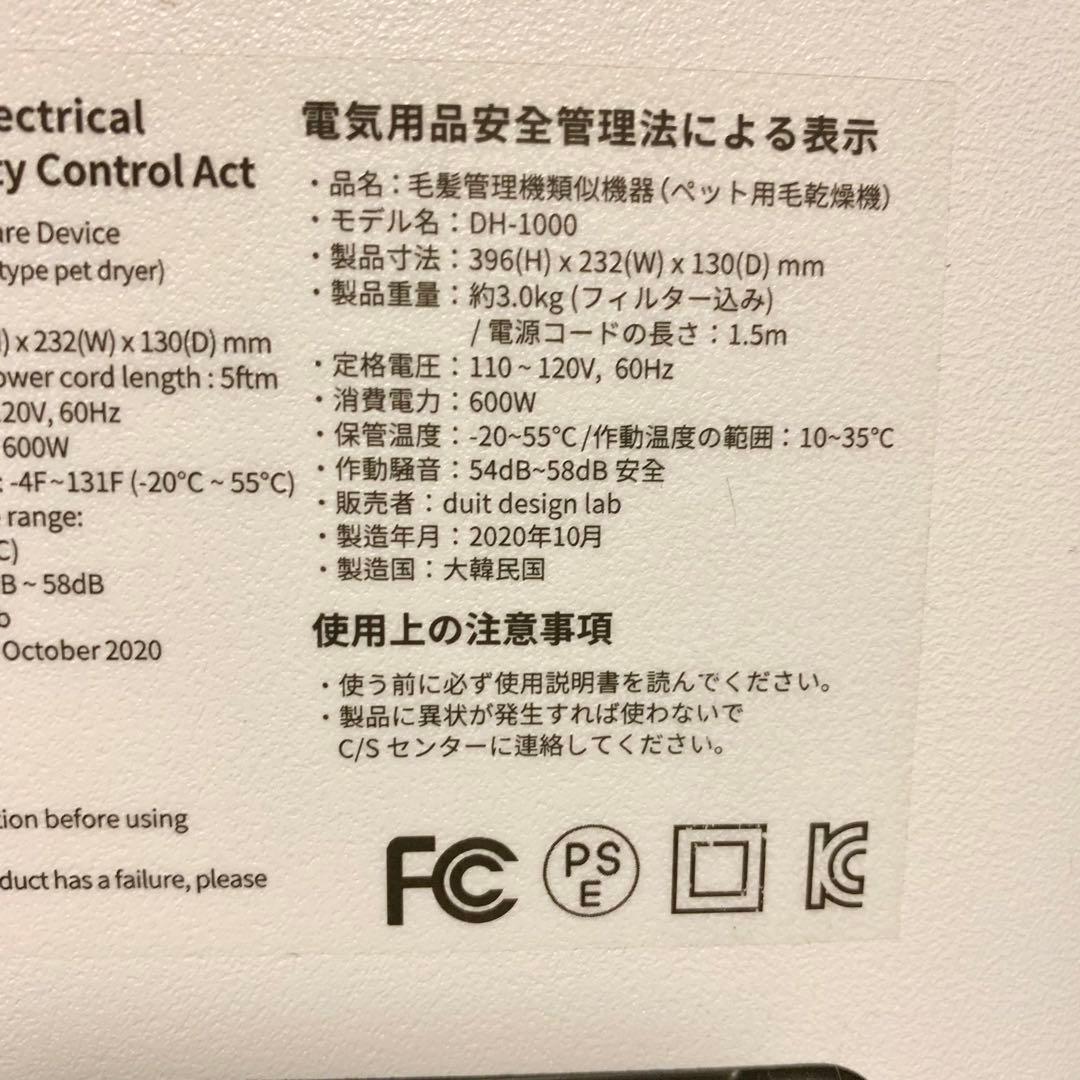 ectrical
ty Control Act
are Device
type pet dryer)
) x 232(W) x 130(D) mm
ower cord length : 5ftm
20V, 60Hz
600W
: -4F~131F (-20°C ~ 55°C)
range:
C)
B ~ 58dB
o
October 2020
tion before using
duct has a failure, please
電気用品安全管理法による表示
・品名：毛髪管理機類似機器（ペット用毛乾燥機）
・モデル名：DH-1000
・製品寸法：396(H) x 232(W) x 130(D) mm
・製品重量：約3.0kg (フィルター込み)
/ 電源コードの長さ：1.5m
・定格電圧：110 ~ 120V, 60Hz
・消費電力：600W
・保管温度：-20~55℃ /作動温度の範囲：10~35℃
・作動騒音：54dB~58dB 安全
・販売者：duit design lab
・製造年月：2020年10月
・製造国：大韓民国
使用上の注意事項
・使う前に必ず使用説明書を読んでください。
・製品に異状が発生すれば使わないで
C/S センターに連絡してください。
FC
PS
E
KC